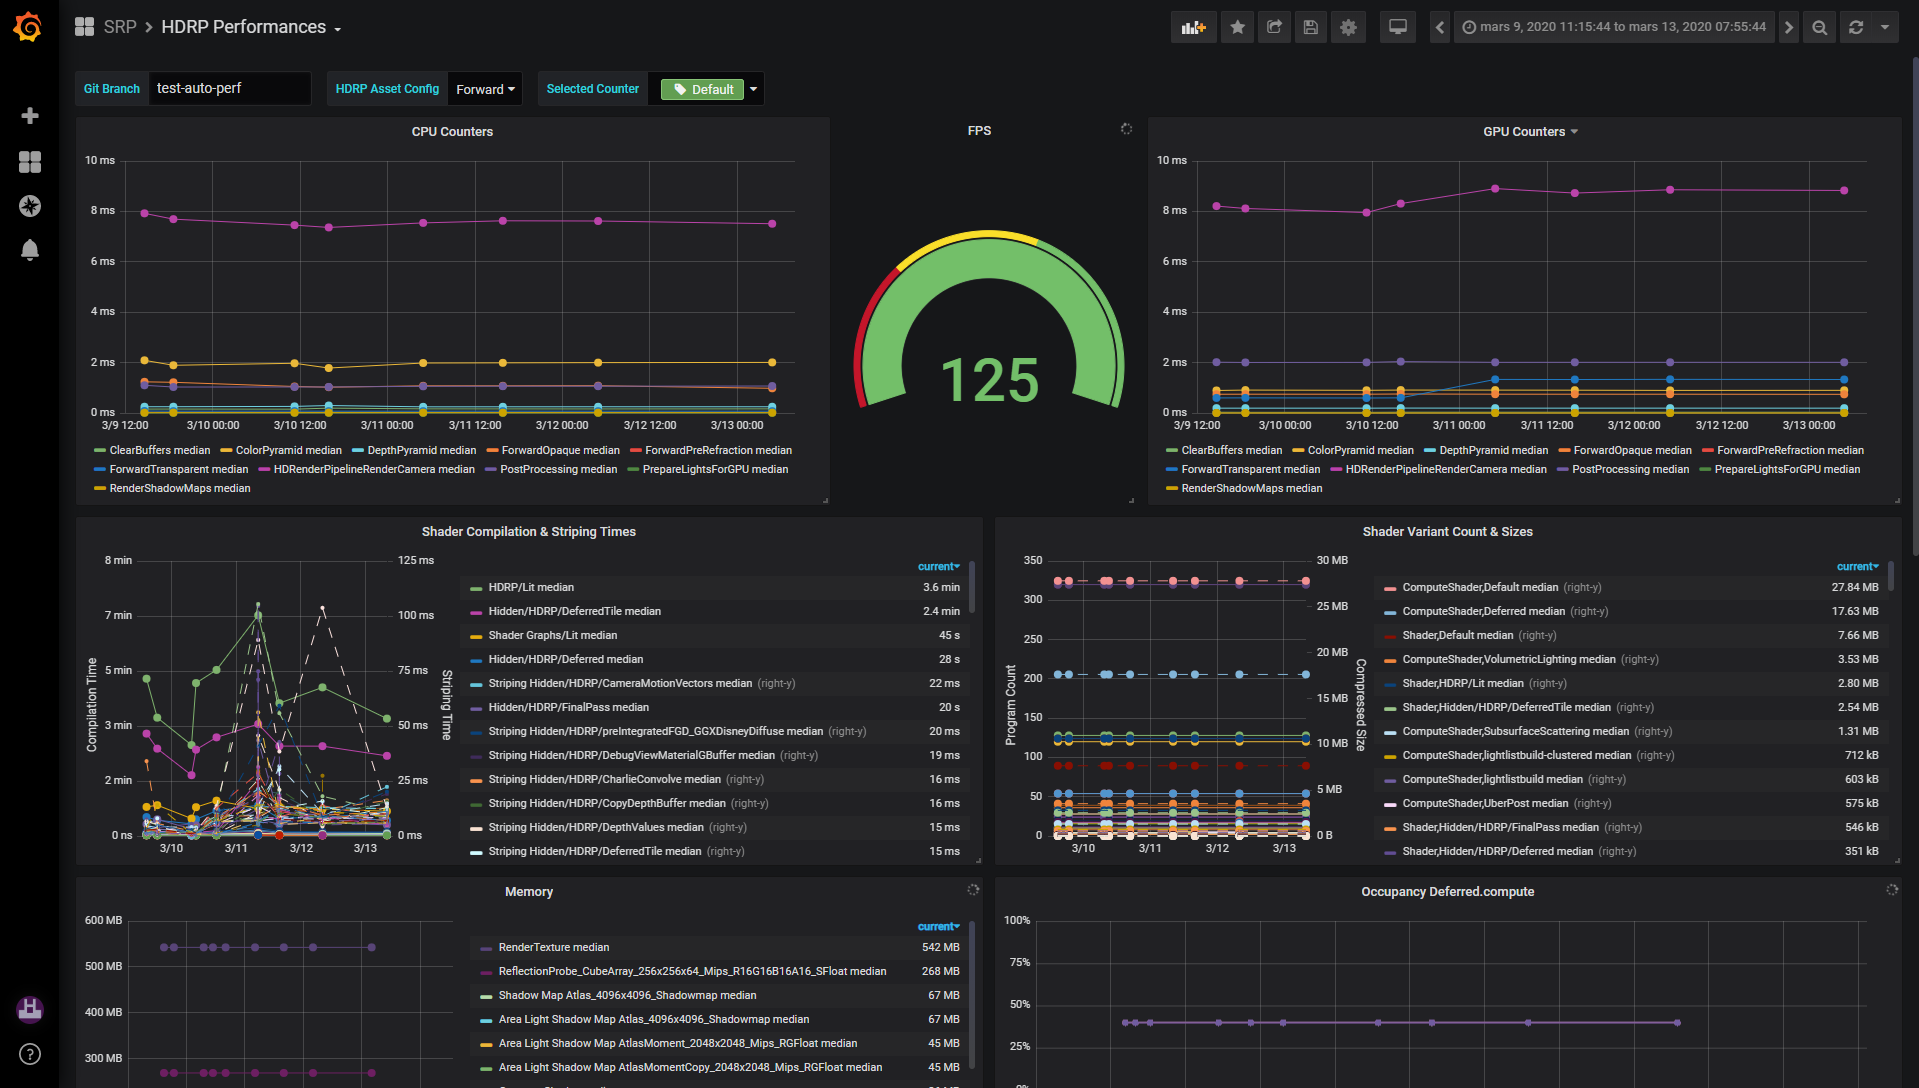 SRP > HDRP Performances
mars 9, 2020 11:15:44 to mars 13, 2020 07:55:44
Git Branch test-auto-perf HDRP Asset Config Forward Selected Counter Default
CPU Counters
10 ms
8 ms
6 ms
4 ms
2 ms
0 ms
3/9 12:00 3/10 00:00 3/10 12:00 3/11 00:00 3/11 12:00 3/12 00:00 3/12 12:00 3/13 00:00
ClearBuffers median ColorPyramid median DepthPyramid median ForwardOpaque median ForwardPreRefraction median
ForwardTransparent median HDRenderPipelineRenderCamera median PostProcessing median PrepareLightsForGPU median
RenderShadowMaps median
FPS
125
GPU Counters
10 ms
8 ms
6 ms
4 ms
2 ms
0 ms
3/9 12:00 3/10 00:00 3/10 12:00 3/11 00:00 3/11 12:00 3/12 00:00 3/12 12:00 3/13 00:00
ClearBuffers median ColorPyramid median DepthPyramid median ForwardOpaque median ForwardPreRefraction median
ForwardTransparent median HDRenderPipelineRenderCamera median PostProcessing median PrepareLightsForGPU median
RenderShadowMaps median
Shader Compilation & Striping Times
Compilation Time
8 min
7 min
5 min
3 min
2 min
0 ns
125 ms
100 ms
75 ms
50 ms
25 ms
0 ms
Striping Time
3/10 3/11 3/12 3/13
current
HDRP/Lit median 3.6 min
Hidden/HDRP/DeferredTile median 2.4 min
Shader Graphs/Lit median 45 s
Hidden/HDRP/Deferred median 28 s
Striping Hidden/HDRP/CameraMotionVectors median (right-y) 22 ms
Hidden/HDRP/FinalPass median 20 s
Striping Hidden/HDRP/preIntegratedFGD_GGXDisneyDiffuse median (right-y) 20 ms
Striping Hidden/HDRP/DebugViewMaterialGBuffer median (right-y) 19 ms
Striping Hidden/HDRP/CharlieConvolve median (right-y) 16 ms
Striping Hidden/HDRP/CopyDepthBuffer median (right-y) 16 ms
Striping Hidden/HDRP/DepthValues median (right-y) 15 ms
Striping Hidden/HDRP/DeferredTile median (right-y) 15 ms
Shader Variant Count & Sizes
Program Count
350
300
250
200
150
100
50
0
30 MB
25 MB
20 MB
15 MB
10 MB
5 MB
0 B
Compressed Size
3/10 3/11 3/12 3/13
current
ComputeShader,Default median (right-y) 27.84 MB
ComputeShader,Deferred median (right-y) 17.63 MB
Shader,Default median (right-y) 7.66 MB
ComputeShader,VolumetricLighting median (right-y) 3.53 MB
Shader,HDRP/Lit median (right-y) 2.80 MB
Shader,Hidden/HDRP/DeferredTile median (right-y) 2.54 MB
ComputeShader,SubsurfaceScattering median (right-y) 1.31 MB
ComputeShader,lightlistbuild-clustered median (right-y) 712 kB
ComputeShader,lightlistbuild median (right-y) 603 kB
ComputeShader,UberPost median (right-y) 575 kB
Shader,Hidden/HDRP/FinalPass median (right-y) 546 kB
Shader,Hidden/HDRP/Deferred median (right-y) 351 kB
Memory
600 MB
500 MB
400 MB
300 MB
current
RenderTexture median 542 MB
ReflectionProbe_CubeArray_256x256x64_Mips_R16G16B16A16_SFloat median 268 MB
Shadow Map Atlas_4096x4096_Shadowmap median 67 MB
Area Light Shadow Map Atlas_4096x4096_Shadowmap median 67 MB
Area Light Shadow Map AtlasMoment_2048x2048_Mips_RGFloat median 45 MB
Area Light Shadow Map AtlasMomentCopy_2048x2048_Mips_RGFloat median 45 MB
Occupancy Deferred.compute
100%
75%
50%
25%
0%